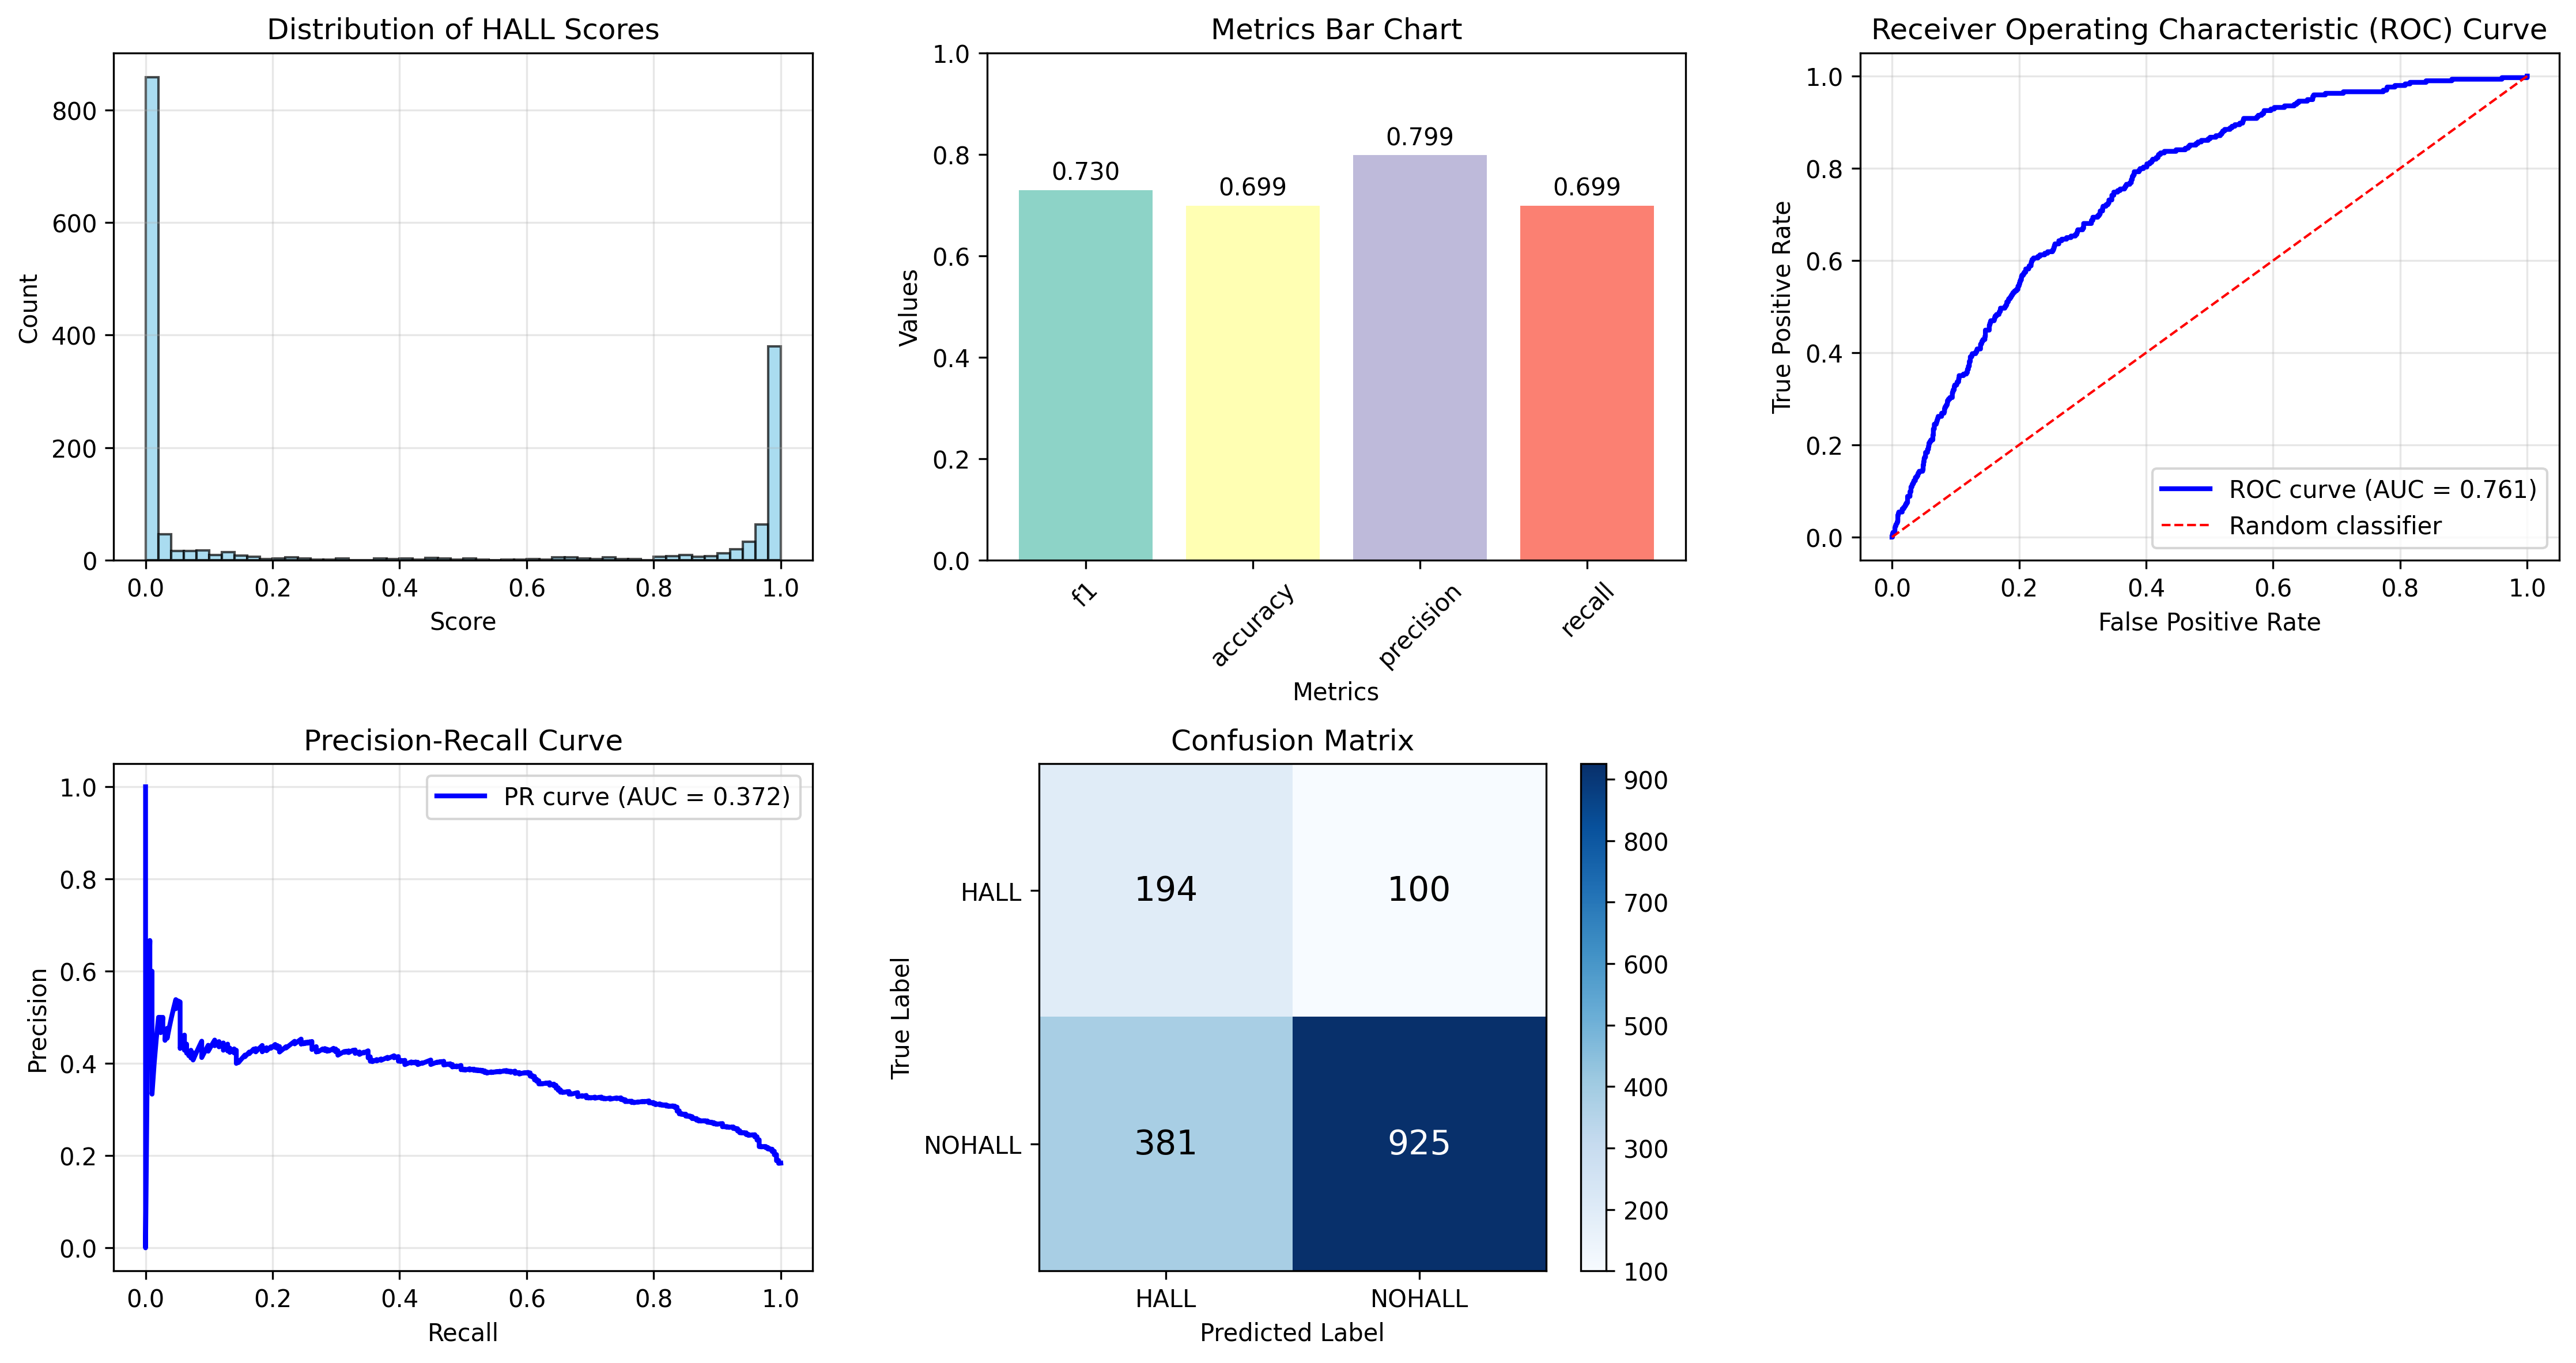 Distribution of HALL Scores
Count
800
600
400
200
0
0.0 0.2 0.4 0.6 0.8 1.0
Score
Metrics Bar Chart
Values
1.0
0.8
0.6
0.4
0.2
0.0
0.730
0.699
0.799
0.699
f1 accuracy precision recall
Metrics
Receiver Operating Characteristic (ROC) Curve
True Positive Rate
1.0
0.8
0.6
0.4
0.2
0.0
ROC curve (AUC = 0.761)
Random classifier
0.0 0.2 0.4 0.6 0.8 1.0
False Positive Rate
Precision-Recall Curve
Precision
1.0
0.8
0.6
0.4
0.2
0.0
PR curve (AUC = 0.372)
0.0 0.2 0.4 0.6 0.8 1.0
Recall
Confusion Matrix
True Label
HALL
NOHALL
194 100
381 925
HALL NOHALL
Predicted Label
900
800
700
600
500
400
300
200
100